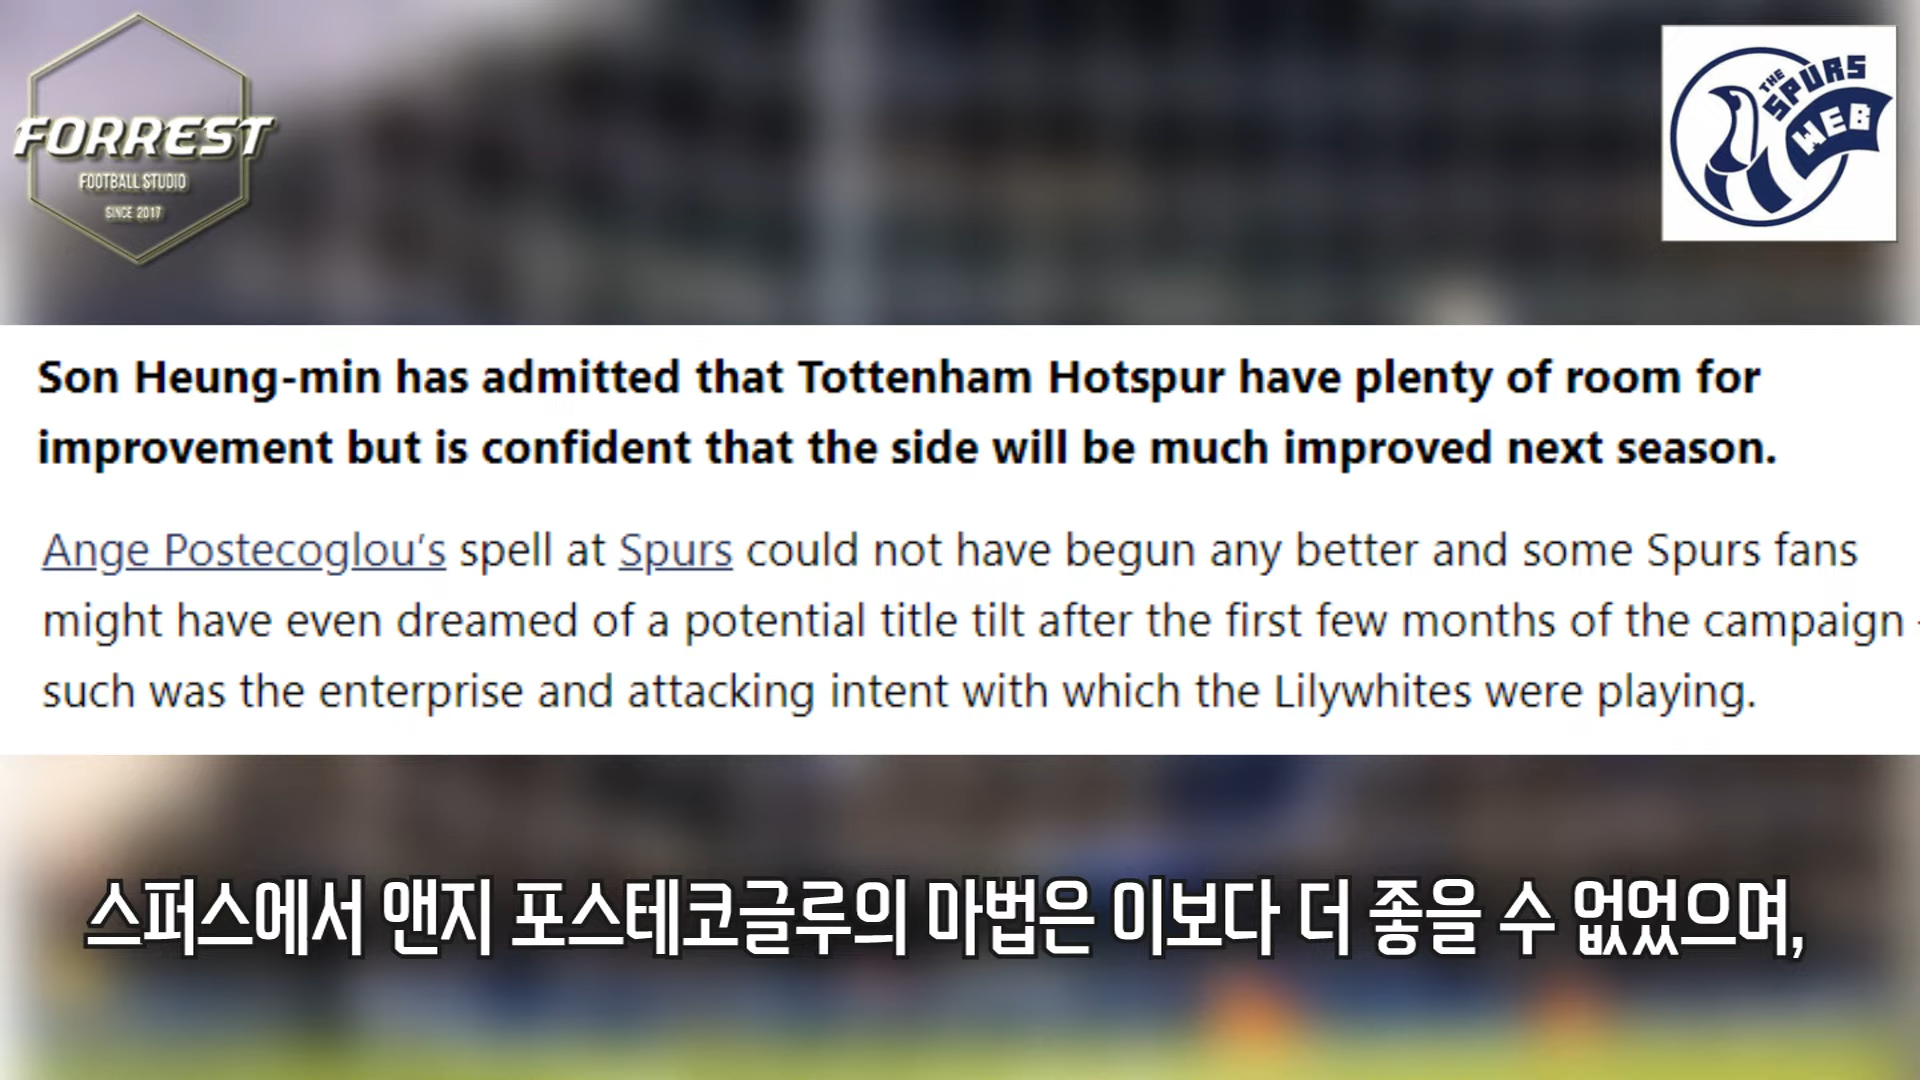 FORREST
FOOTBALL STUDIO
SINCE 2017
THE
SPURS
WEB
Son Heung-min has admitted that Tottenham Hotspur have plenty of room for
improvement but is confident that the side will be much improved next season.
Ange Postecoglou’s spell at Spurs could not have begun any better and some Spurs fans
might have even dreamed of a potential title tilt after the first few months of the campaign -
such was the enterprise and attacking intent with which the Lilywhites were playing.
스퍼스에서 앤지 포스테코글루의 마법은 이보다 더 좋을 수 없었으며,